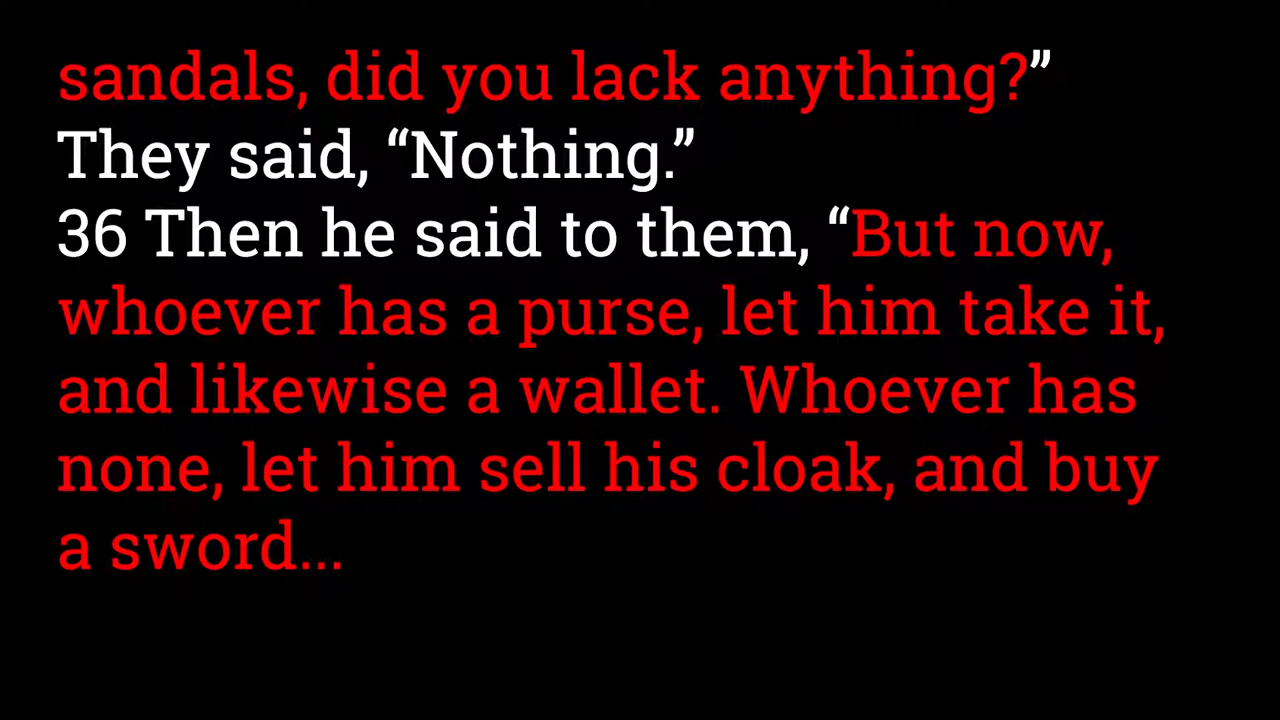 sandals, did you lack anything?”
They said, “Nothing.”
36 Then he said to them, “But now,
whoever has a purse, let him take it,
and likewise a wallet. Whoever has
none, let him sell his cloak, and buy
a sword...